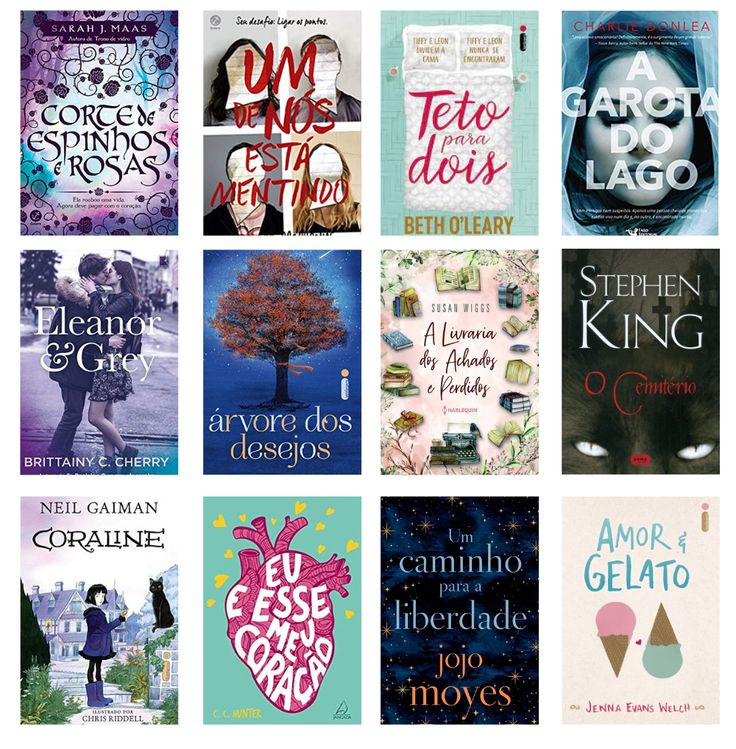 SARAH J. MAAS
Autora de Trono de vidro
CORTE de
ESPINHOS
e ROSAS
Ela roubou uma vida.
Agora deve pagar com o coração.
Seu desafio: Ligar os pontos.
UM
DE NÓS
ESTÁ
MENTINDO
TIFFY E LEON
DIVIDEM A
CAMA
TIFFY E LEON
NUNCA SE
ENCONTRARAM
Teto
para
dois
BETH O'LEARY
CHARLIE DONLEA
A
GAROTA
DO
LAGO
Eleanor
& Grey
BRITTAINY C. CHERRY
árvore dos
desejos
SUSAN WIGGS
A Livraria
dos Achados
e Perdidos
HARLEQUIN
STEPHEN
KING
O Cemitério
SUMA
NEIL GAIMAN
CORALINE
ILUSTRADO POR
CHRIS RIDDELL
EU
E ESSE
MEU
CORAÇÃO
C. C. HUNTER
JANGADA
Um
caminho
para a
liberdade
jojo
moyes
AMOR &
GELATO
JENNA EVANS WELCH